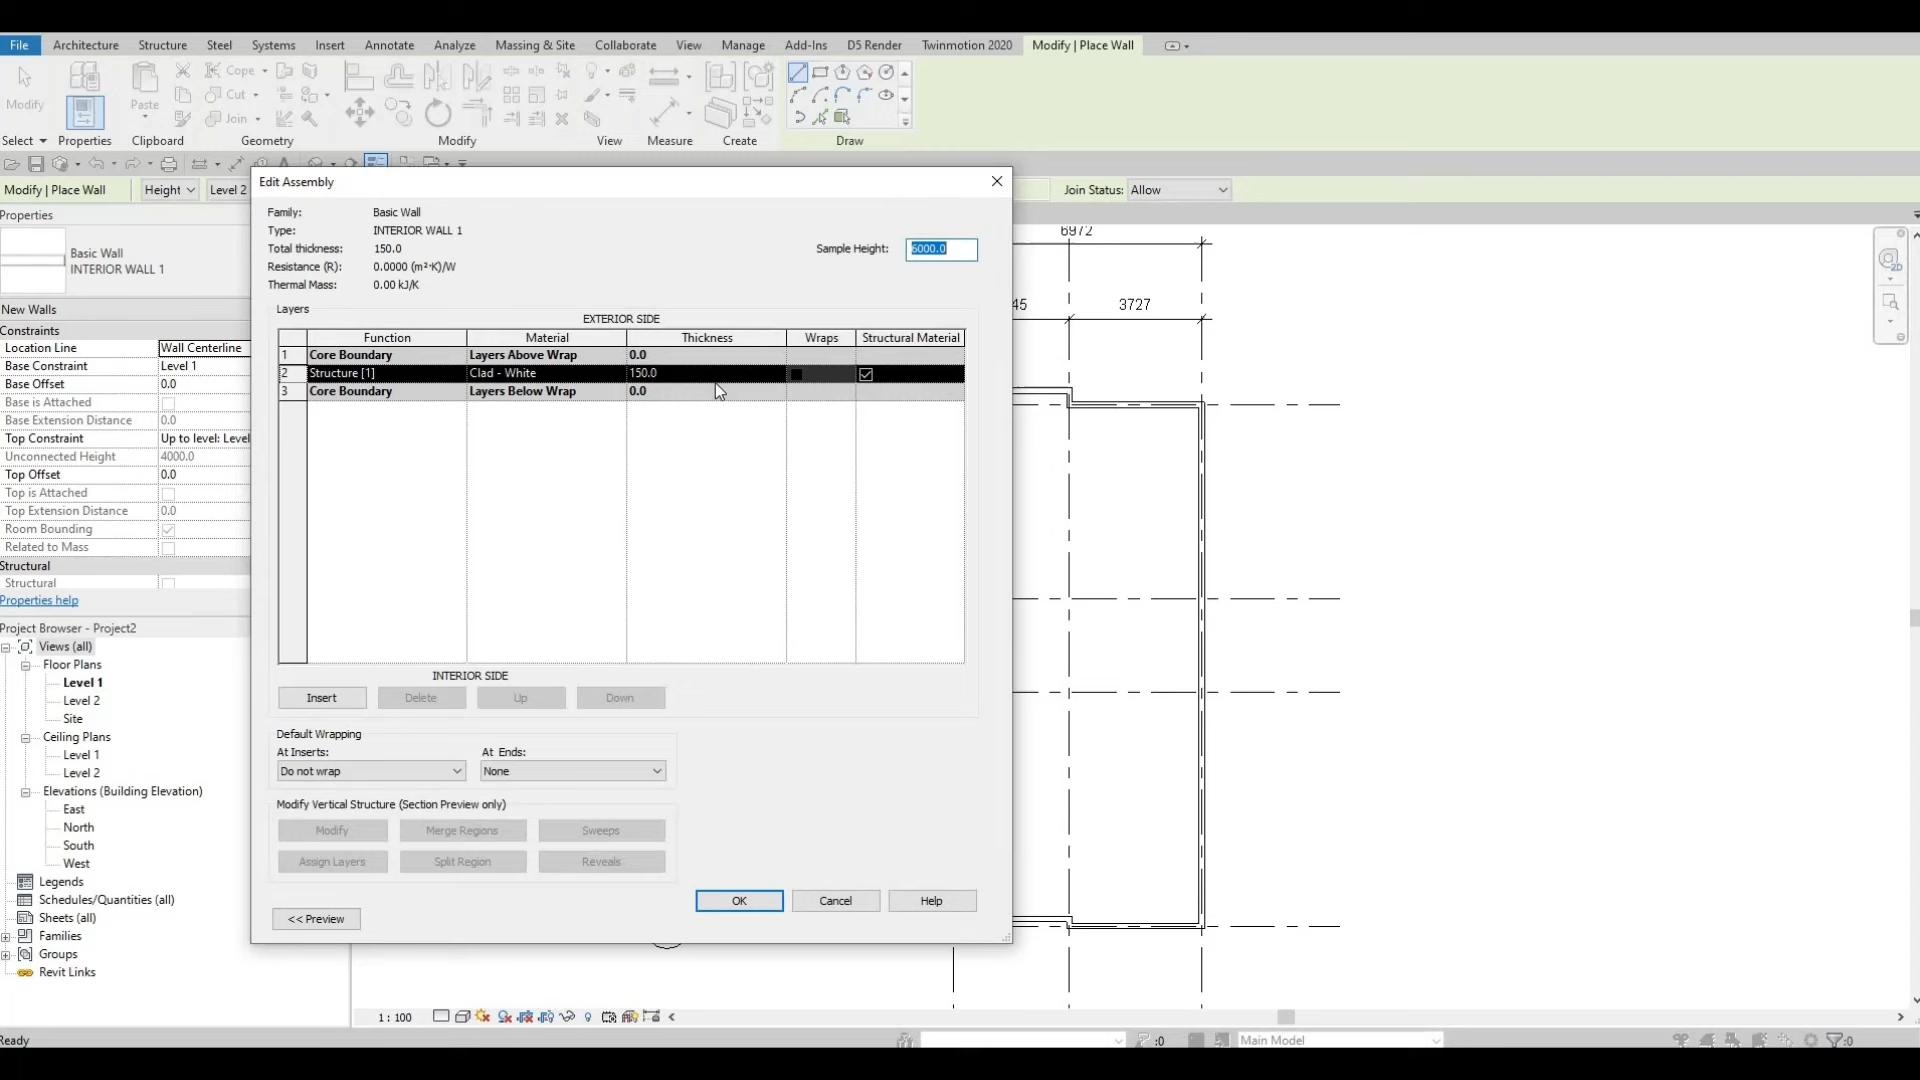 File Architecture Structure Steel Systems Insert Annotate Analyze Massing & Site Collaborate View Manage Add-Ins D5 Render Twinmotion 2020 Modify | Place Wall
Cope
Cut
Modify Paste
Join
Select Properties Clipboard Geometry Modify View Measure Create Draw
Modify | Place Wall Height Level 2 Join Status: Allow
Properties
Basic Wall
INTERIOR WALL 1
New Walls
Constraints
Location Line Wall Centerline
Base Constraint Level 1
Base Offset 0.0
Base is Attached
Base Extension Distance 0.0
Top Constraint Up to level: Level
Unconnected Height 4000.0
Top Offset 0.0
Top is Attached
Top Extension Distance 0.0
Room Bounding
Related to Mass
Structural
Structural
Properties help
Project Browser - Project2
Views (all)
Floor Plans
Level 1
Level 2
Site
Ceiling Plans
Level 1
Level 2
Elevations (Building Elevation)
East
North
South
West
Legends
Schedules/Quantities (all)
Sheets (all)
Families
Groups
Revit Links
Edit Assembly
Family: Basic Wall
Type: INTERIOR WALL 1
Total thickness: 150.0 Sample Height: 6000.0
Resistance (R): 0.0000 (m²·K)/W
Thermal Mass: 0.00 kJ/K
Layers
EXTERIOR SIDE
Function Material Thickness Wraps Structural Material
1 Core Boundary Layers Above Wrap 0.0
2 Structure [1] Clad - White 150.0
3 Core Boundary Layers Below Wrap 0.0
INTERIOR SIDE
Insert Delete Up Down
Default Wrapping
At Inserts: At Ends:
Do not wrap None
Modify Vertical Structure (Section Preview only)
Modify Merge Regions Sweeps
Assign Layers Split Region Reveals
OK Cancel Help
<< Preview
6972
45 3727
2D
1 : 100
Ready :0 Main Model :0